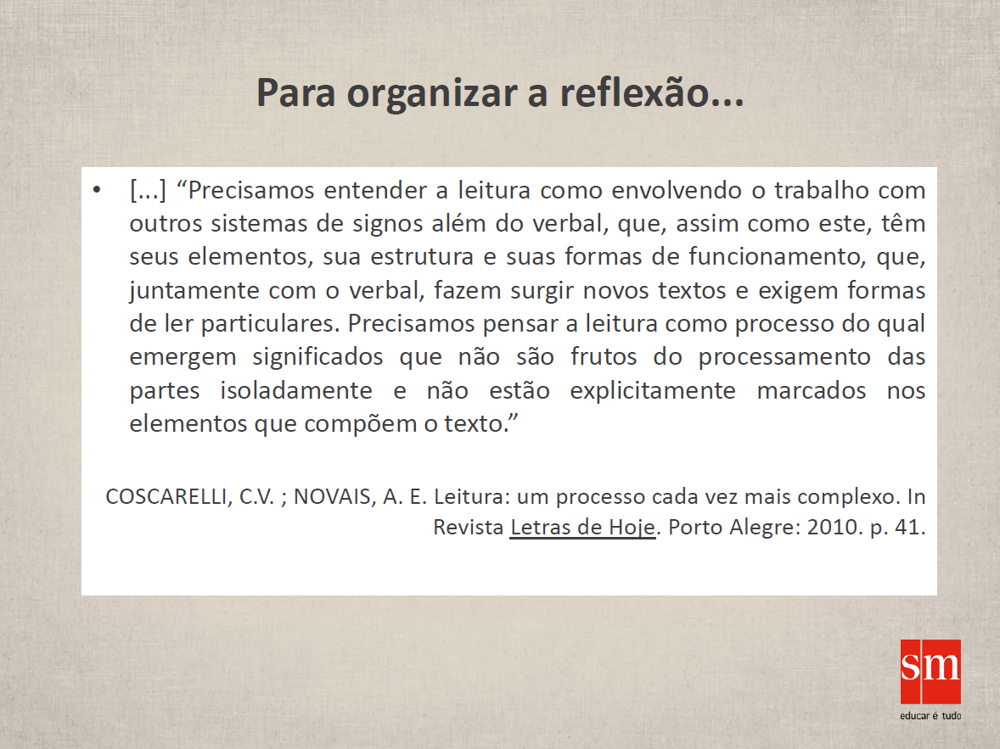 Para organizar a reflexão...
• [...] “Precisamos entender a leitura como envolvendo o trabalho com
outros sistemas de signos além do verbal, que, assim como este, têm
seus elementos, sua estrutura e suas formas de funcionamento, que,
juntamente com o verbal, fazem surgir novos textos e exigem formas
de ler particulares. Precisamos pensar a leitura como processo do qual
emergem significados que não são frutos do processamento das
partes isoladamente e não estão explicitamente marcados nos
elementos que compõem o texto.”
COSCARELLI, C.V. ; NOVAIS, A. E. Leitura: um processo cada vez mais complexo. In
Revista Letras de Hoje. Porto Alegre: 2010. p. 41.
sm
educar é tudo